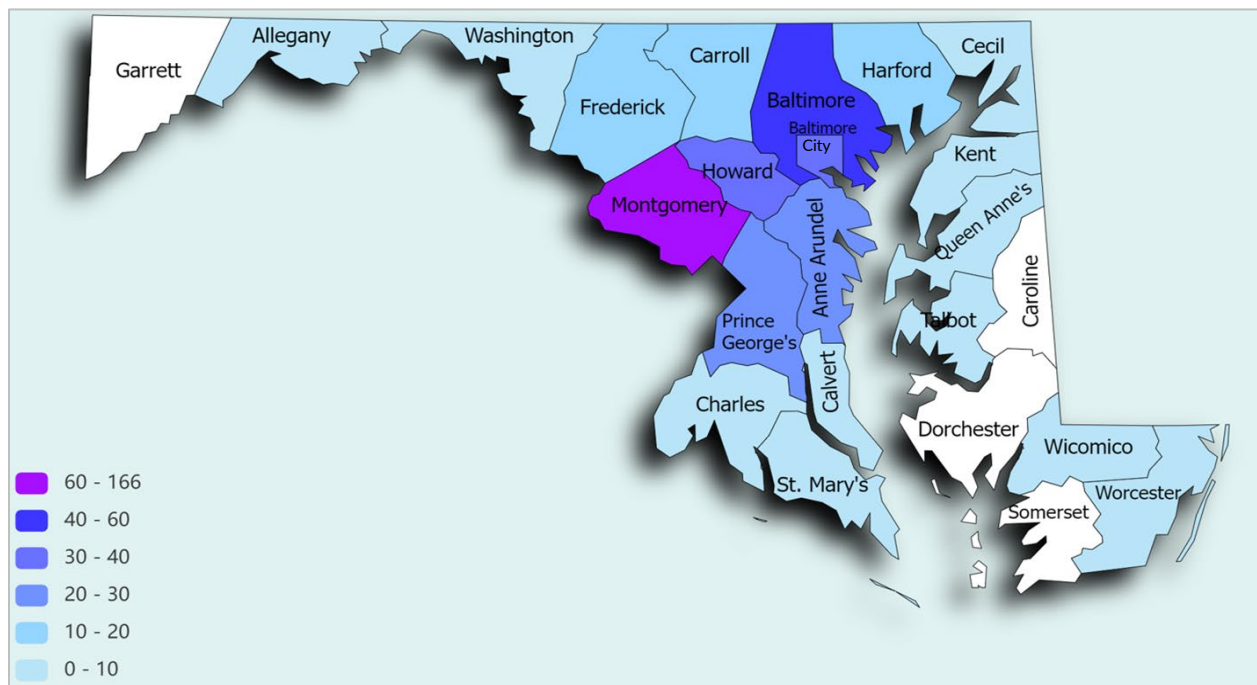 Garrett
Allegany
Washington
Frederick
Carroll
Baltimore
Baltimore
City
Harford
Cecil
Kent
Queen Anne's
Caroline
Talbot
Howard
Montgomery
Anne Arundel
Prince
George's
Calvert
Charles
St. Mary's
Dorchester
Wicomico
Worcester
Somerset
60 - 166
40 - 60
30 - 40
20 - 30
10 - 20
0 - 10